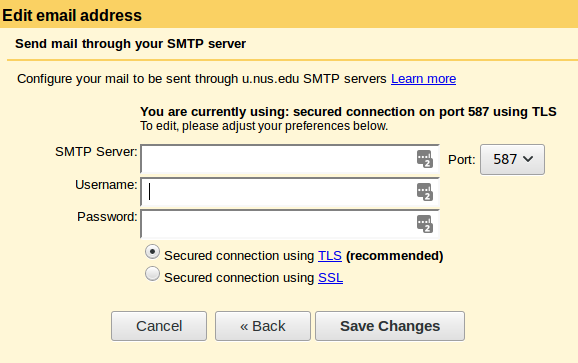 Edit email address
Send mail through your SMTP server
Configure your mail to be sent through u.nus.edu SMTP servers Learn more
You are currently using: secured connection on port 587 using TLS
To edit, please adjust your preferences below.
SMTP Server: 2 Port: 587
Username: 2
Password: 2
Secured connection using TLS (recommended)
Secured connection using SSL
Cancel « Back Save Changes